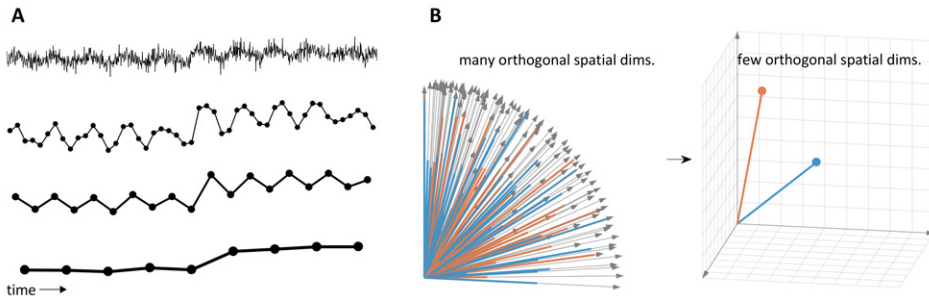 A
time
B
many orthogonal spatial dims.
few orthogonal spatial dims.